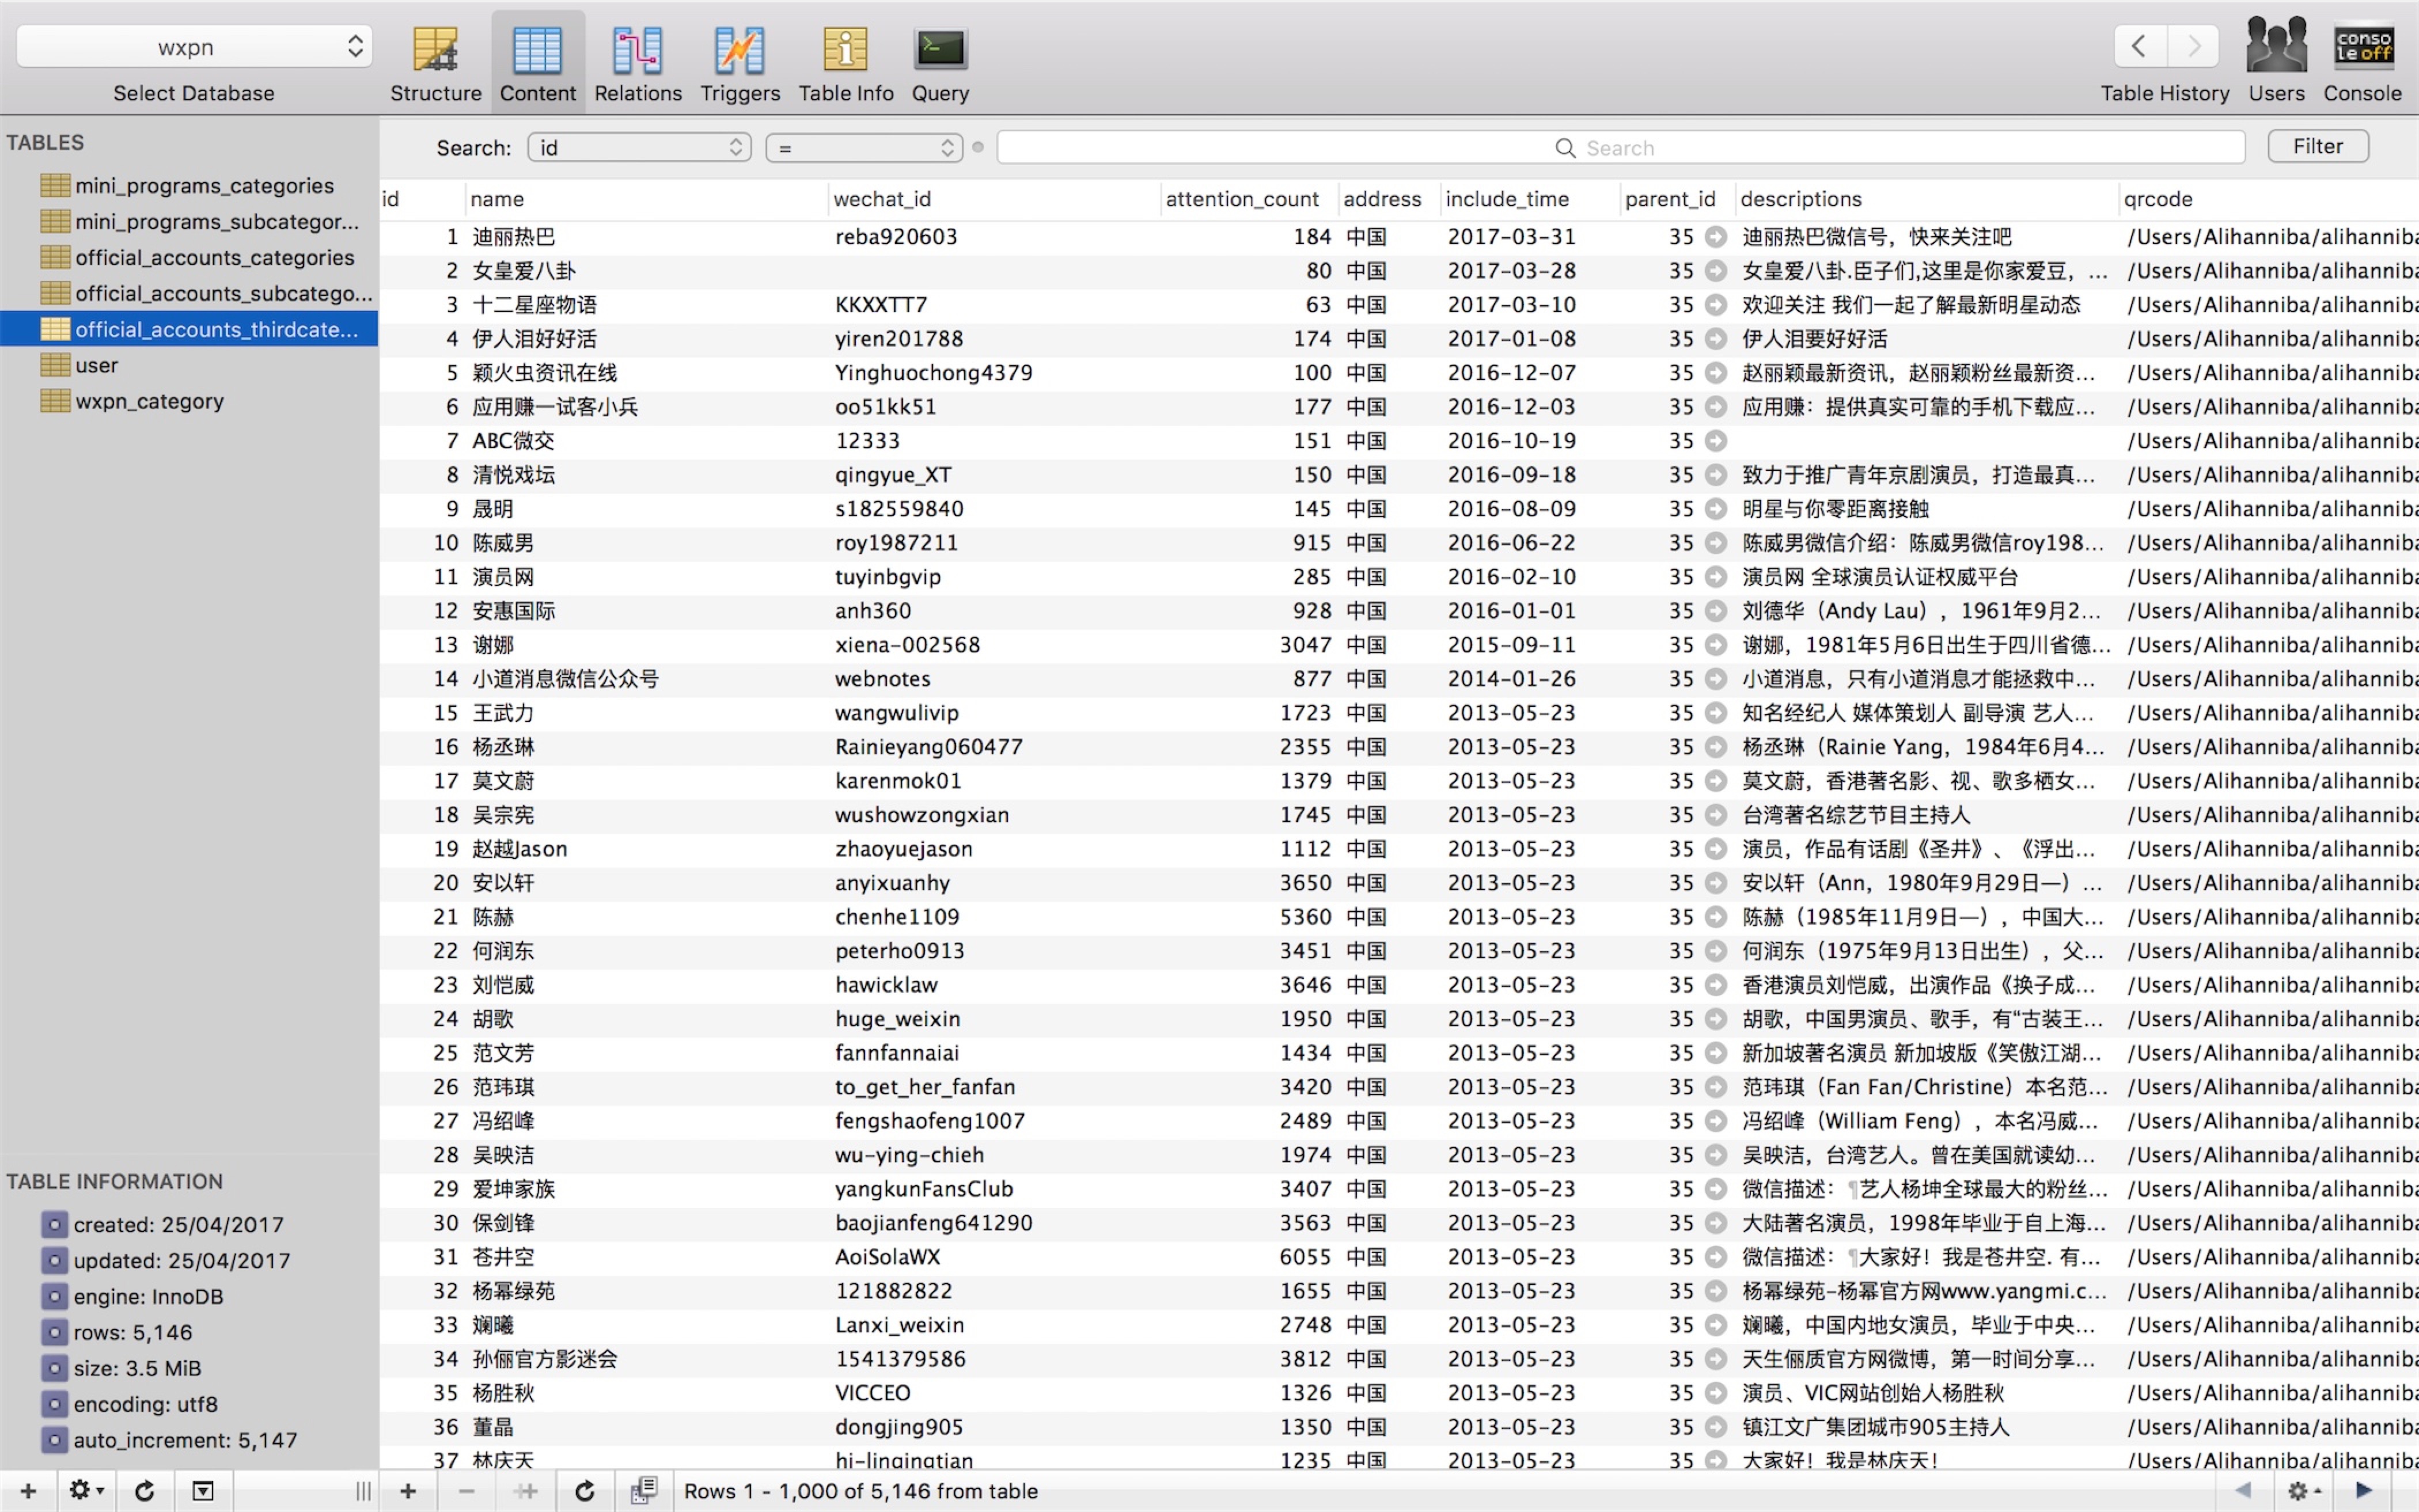 wxpn
Select Database
Structure Content Relations Triggers Table Info Query
conso
le off
Table History Users Console
TABLES
mini_programs_categories
mini_programs_subcategor...
official_accounts_categories
official_accounts_subcatego...
official_accounts_thirdcate...
user
wxpn_category
Search: id = Search Filter
id name wechat_id attention_count address include_time parent_id descriptions qrcode
1 迪丽热巴 reba920603 184 中国 2017-03-31 35 迪丽热巴微信号，快来关注吧 /Users/Alihanniba/alihanniba
2 女皇爱八卦 80 中国 2017-03-28 35 女皇爱八卦.臣子们,这里是你家爱豆，... /Users/Alihanniba/alihanniba
3 十二星座物语 KKXXTT7 63 中国 2017-03-10 35 欢迎关注 我们一起了解最新明星动态 /Users/Alihanniba/alihanniba
4 伊人泪好好活 yiren201788 174 中国 2017-01-08 35 伊人泪要好好活 /Users/Alihanniba/alihanniba
5 颖火虫资讯在线 Yinghuochong4379 100 中国 2016-12-07 35 赵丽颖最新资讯，赵丽颖粉丝最新资... /Users/Alihanniba/alihanniba
6 应用赚一试客小兵 oo51kk51 177 中国 2016-12-03 35 应用赚：提供真实可靠的手机下载应... /Users/Alihanniba/alihanniba
7 ABC微交 12333 151 中国 2016-10-19 35 /Users/Alihanniba/alihanniba
8 清悦戏坛 qingyue_XT 150 中国 2016-09-18 35 致力于推广青年京剧演员，打造最真... /Users/Alihanniba/alihanniba
9 晟明 s182559840 145 中国 2016-08-09 35 明星与你零距离接触 /Users/Alihanniba/alihanniba
10 陈威男 roy1987211 915 中国 2016-06-22 35 陈威男微信介绍：陈威男微信roy198... /Users/Alihanniba/alihanniba
11 演员网 tuyinbgvip 285 中国 2016-02-10 35 演员网 全球演员认证权威平台 /Users/Alihanniba/alihanniba
12 安惠国际 anh360 928 中国 2016-01-01 35 刘德华（Andy Lau），1961年9月2... /Users/Alihanniba/alihanniba
13 谢娜 xiena-002568 3047 中国 2015-09-11 35 谢娜，1981年5月6日出生于四川省德... /Users/Alihanniba/alihanniba
14 小道消息微信公众号 webnotes 877 中国 2014-01-26 35 小道消息，只有小道消息才能拯救中... /Users/Alihanniba/alihanniba
15 王武力 wangwulivip 1723 中国 2013-05-23 35 知名经纪人 媒体策划人 副导演 艺人... /Users/Alihanniba/alihanniba
16 杨丞琳 Rainieyang060477 2355 中国 2013-05-23 35 杨丞琳（Rainie Yang，1984年6月4... /Users/Alihanniba/alihanniba
17 莫文蔚 karenmok01 1379 中国 2013-05-23 35 莫文蔚，香港著名影、视、歌多栖女... /Users/Alihanniba/alihanniba
18 吴宗宪 wushowzongxian 1745 中国 2013-05-23 35 台湾著名综艺节目主持人 /Users/Alihanniba/alihanniba
19 赵越Jason zhaoyuejason 1112 中国 2013-05-23 35 演员，作品有话剧《圣井》、《浮出... /Users/Alihanniba/alihanniba
20 安以轩 anyixuanhy 3650 中国 2013-05-23 35 安以轩（Ann，1980年9月29日—）... /Users/Alihanniba/alihanniba
21 陈赫 chenhe1109 5360 中国 2013-05-23 35 陈赫（1985年11月9日—），中国大... /Users/Alihanniba/alihanniba
22 何润东 peterho0913 3451 中国 2013-05-23 35 何润东（1975年9月13日出生），父... /Users/Alihanniba/alihanniba
23 刘恺威 hawicklaw 3646 中国 2013-05-23 35 香港演员刘恺威，出演作品《换子成... /Users/Alihanniba/alihanniba
24 胡歌 huge_weixin 1950 中国 2013-05-23 35 胡歌，中国男演员、歌手，有“古装王... /Users/Alihanniba/alihanniba
25 范文芳 fannfannaiai 1434 中国 2013-05-23 35 新加坡著名演员 新加坡版《笑傲江湖... /Users/Alihanniba/alihanniba
26 范玮琪 to_get_her_fanfan 3420 中国 2013-05-23 35 范玮琪（Fan Fan/Christine）本名范... /Users/Alihanniba/alihanniba
27 冯绍峰 fengshaofeng1007 2489 中国 2013-05-23 35 冯绍峰（William Feng），本名冯威... /Users/Alihanniba/alihanniba
28 吴映洁 wu-ying-chieh 1974 中国 2013-05-23 35 吴映洁，台湾艺人。曾在美国就读幼... /Users/Alihanniba/alihanniba
29 爱坤家族 yangkunFansClub 3407 中国 2013-05-23 35 微信描述：¶艺人杨坤全球最大的粉丝... /Users/Alihanniba/alihanniba
30 保剑锋 baojianfeng641290 3563 中国 2013-05-23 35 大陆著名演员，1998年毕业于自上海... /Users/Alihanniba/alihanniba
31 苍井空 AoiSolaWX 6055 中国 2013-05-23 35 微信描述：¶大家好！我是苍井空. 有... /Users/Alihanniba/alihanniba
32 杨幂绿苑 121882822 1655 中国 2013-05-23 35 杨幂绿苑-杨幂官方网www.yangmi.c... /Users/Alihanniba/alihanniba
33 斓曦 Lanxi_weixin 2748 中国 2013-05-23 35 斓曦，中国内地女演员，毕业于中央... /Users/Alihanniba/alihanniba
34 孙俪官方影迷会 1541379586 3812 中国 2013-05-23 35 天生俪质官方网微博，第一时间分享... /Users/Alihanniba/alihanniba
35 杨胜秋 VICCEO 1326 中国 2013-05-23 35 演员、VIC网站创始人杨胜秋 /Users/Alihanniba/alihanniba
36 董晶 dongjing905 1350 中国 2013-05-23 35 镇江文广集团城市905主持人 /Users/Alihanniba/alihanniba
37 林庆天 hi-linqingtian 1235 中国 2013-05-23 35 大家好！我是林庆天！ /Users/Alihanniba/alihanniba
TABLE INFORMATION
created: 25/04/2017
updated: 25/04/2017
engine: InnoDB
rows: 5,146
size: 3.5 MiB
encoding: utf8
auto_increment: 5,147
Rows 1 - 1,000 of 5,146 from table